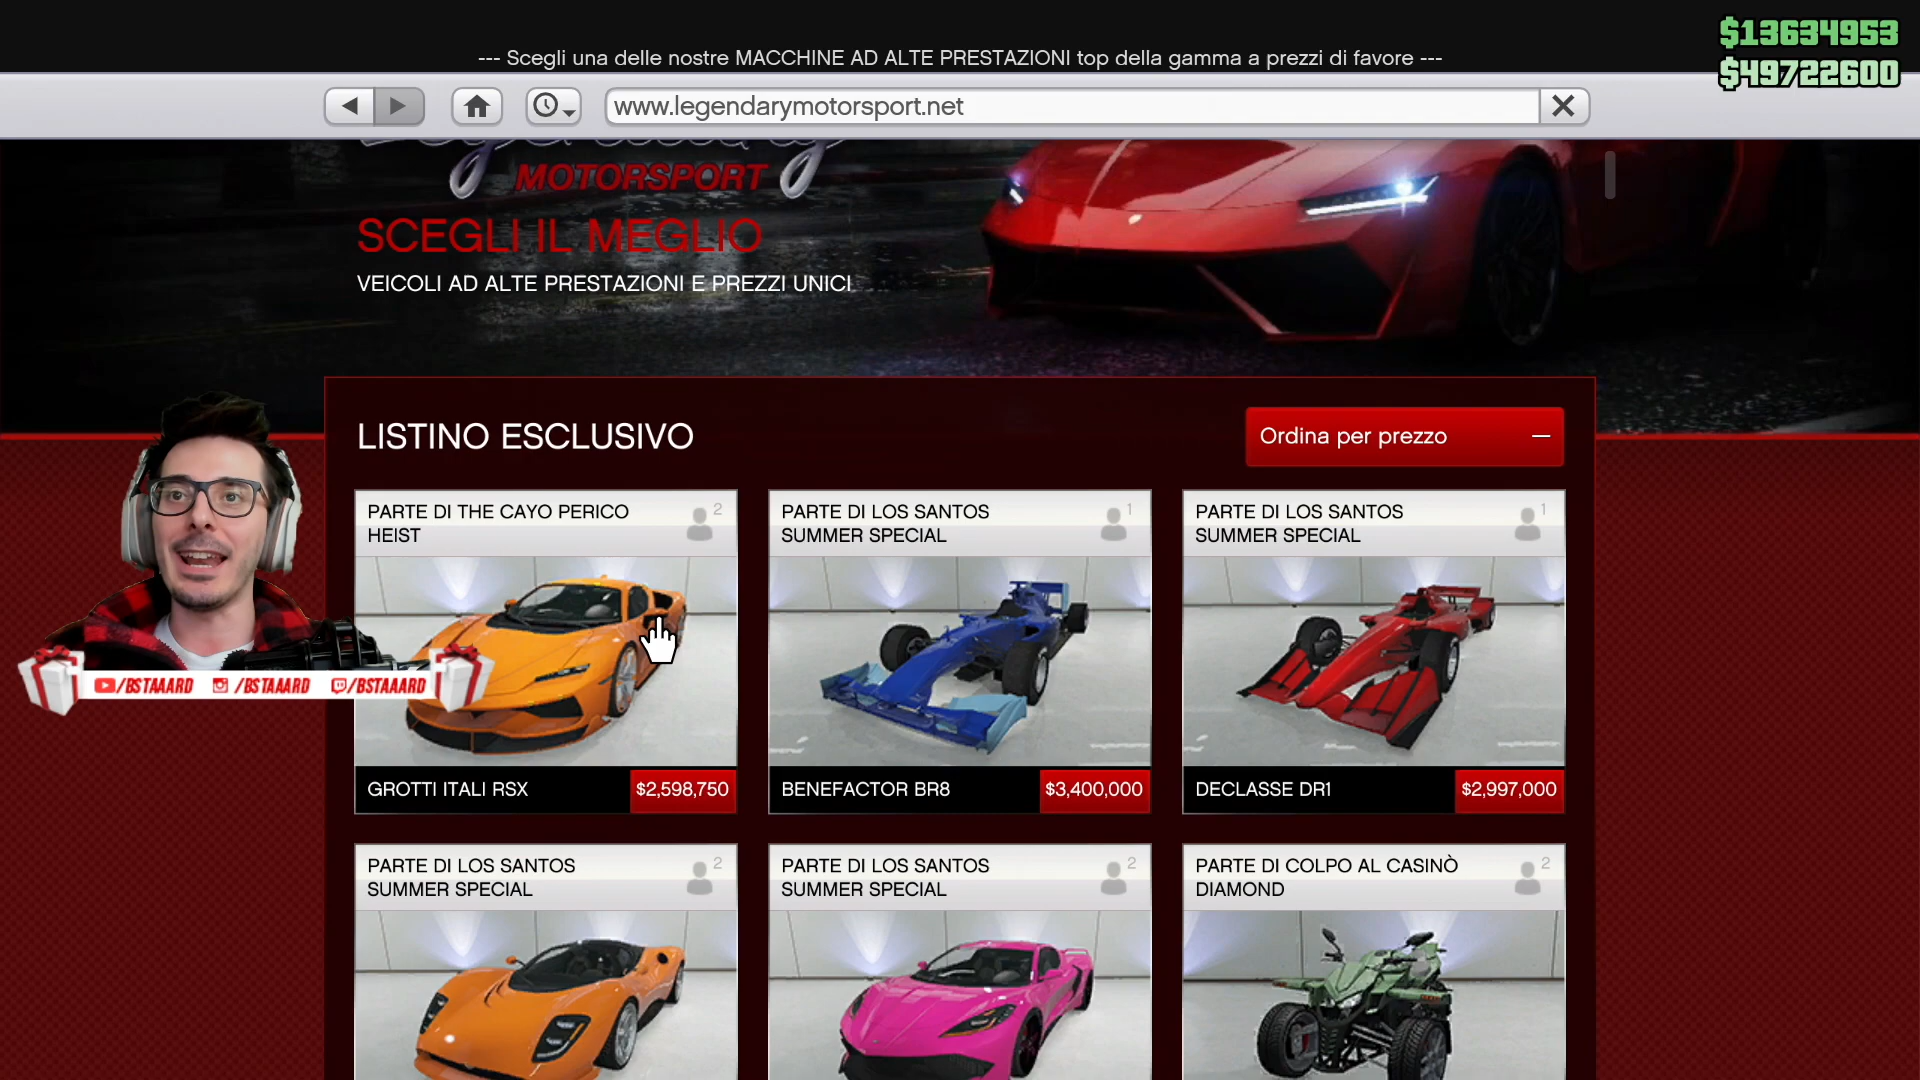 $13634953
--- Scegli una delle nostre MACCHINE AD ALTE PRESTAZIONI top della gamma a prezzi di favore ---
$49722600
www.legendarymotorsport.net
Legendary
MOTORSPORT
SCEGLI IL MEGLIO
VEICOLI AD ALTE PRESTAZIONI E PREZZI UNICI
LISTINO ESCLUSIVO
Ordina per prezzo
PARTE DI THE CAYO PERICO
HEIST
2
PARTE DI LOS SANTOS
SUMMER SPECIAL
1
PARTE DI LOS SANTOS
SUMMER SPECIAL
1
/BSTAAARD /BSTAAARD /BSTAAARD
GROTTI ITALI RSX
$2,598,750
BENEFACTOR BR8
$3,400,000
DECLASSE DR1
$2,997,000
PARTE DI LOS SANTOS
SUMMER SPECIAL
2
PARTE DI LOS SANTOS
SUMMER SPECIAL
2
PARTE DI COLPO AL CASINÒ
DIAMOND
2